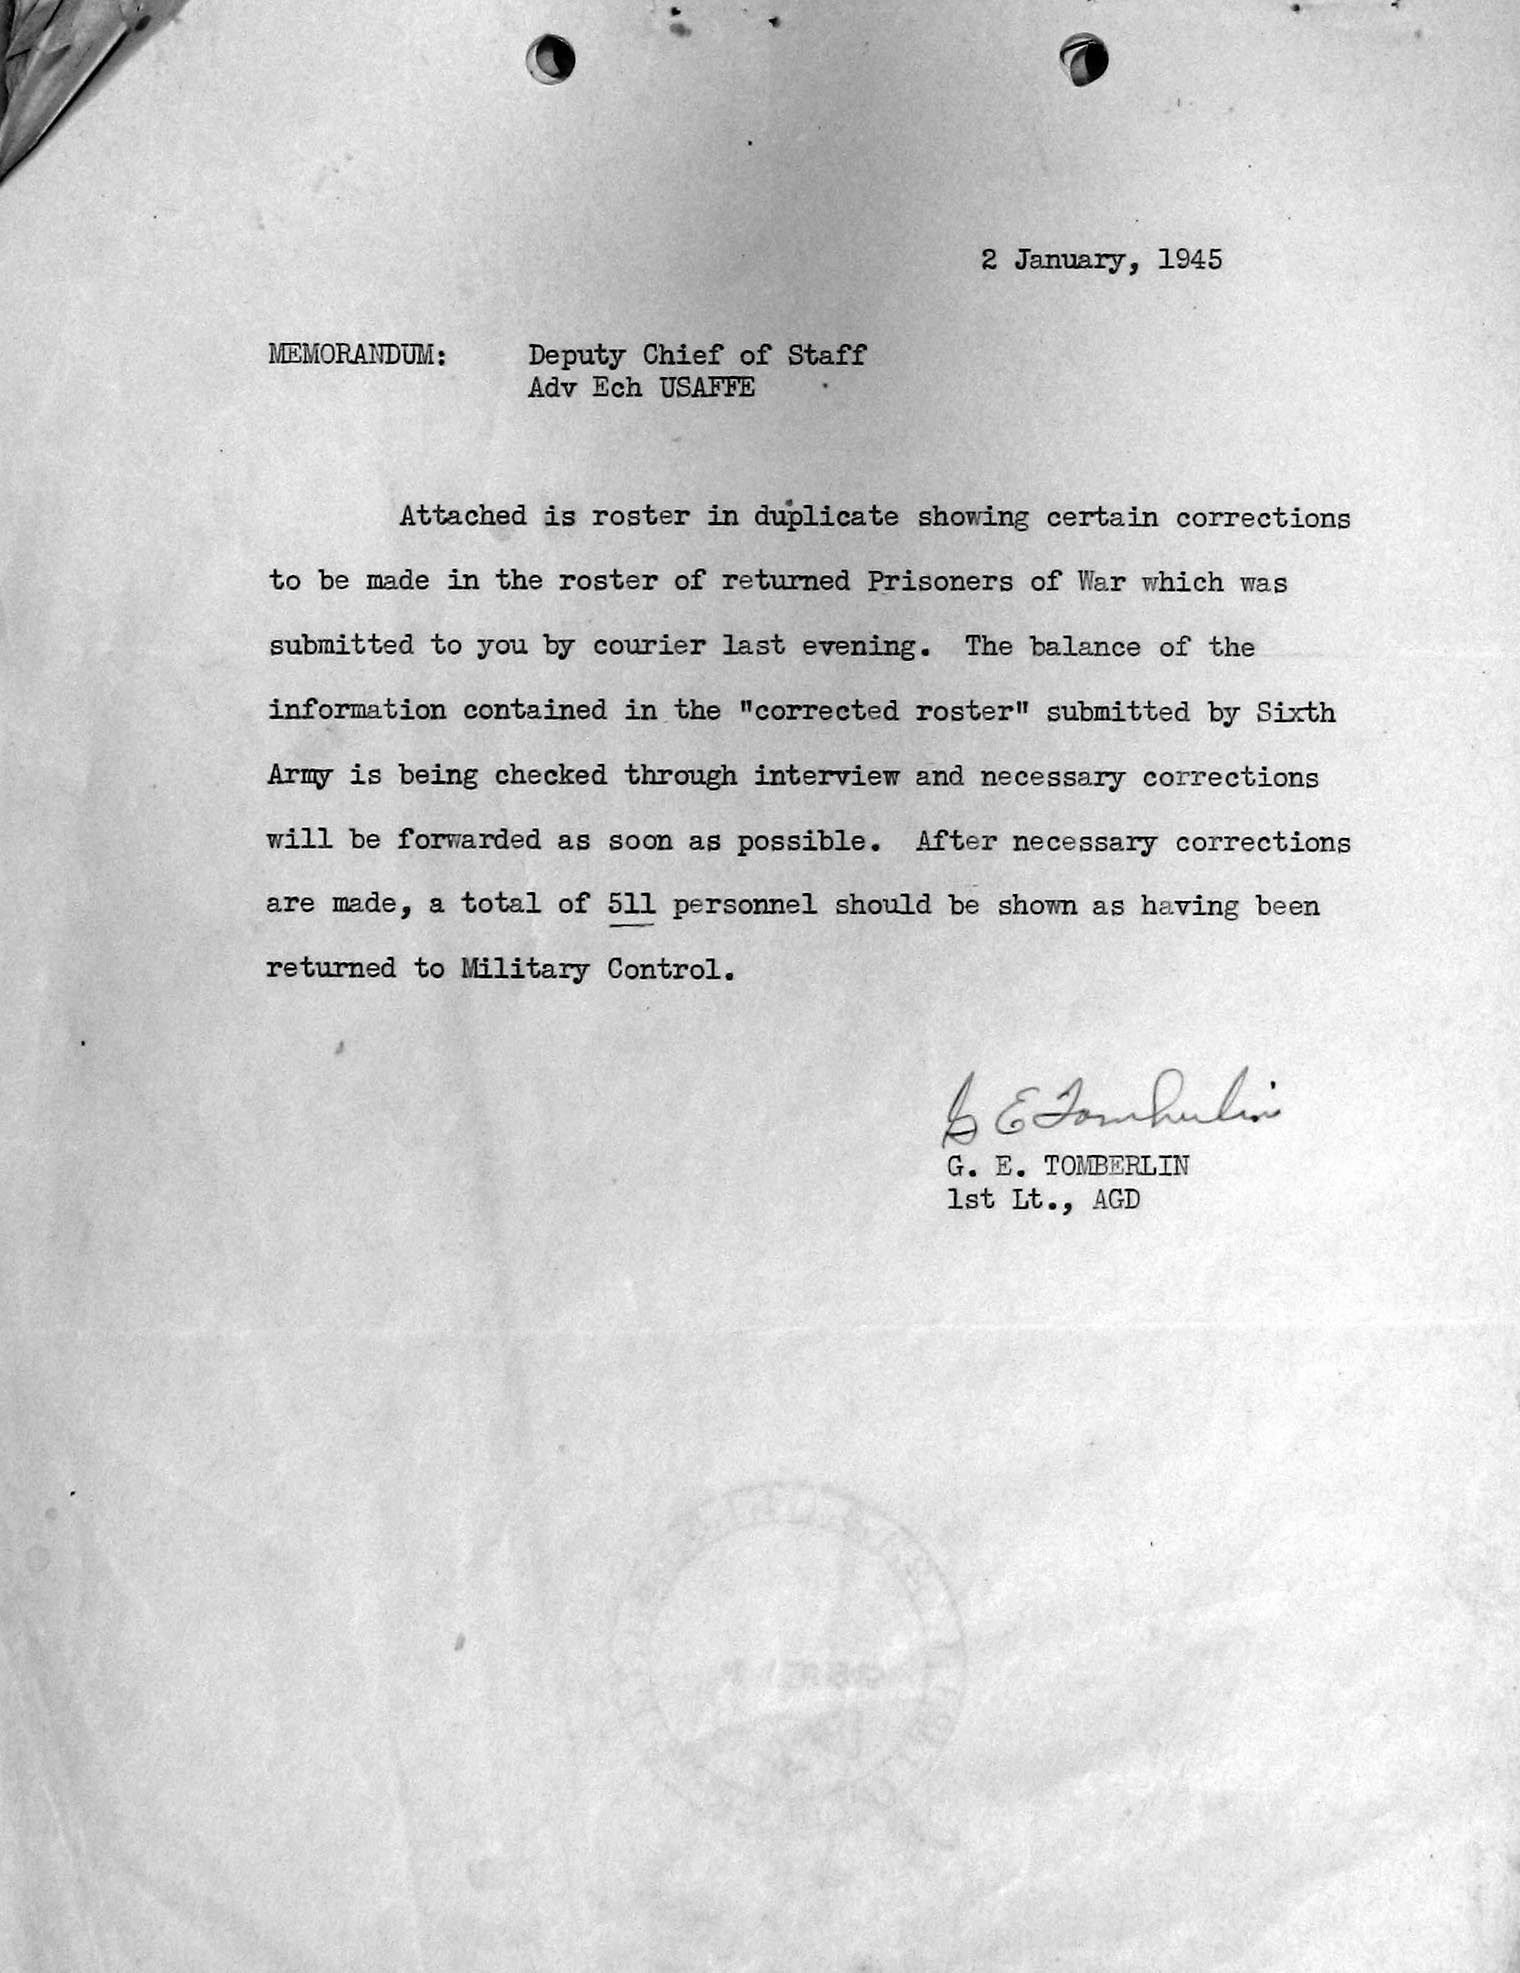 2 January, 1945
MEMORANDUM: Deputy Chief of Staff
Adv Ech USAFFE
Attached is roster in duplicate showing certain corrections
to be made in the roster of returned Prisoners of War which was
submitted to you by courier last evening. The balance of the
information contained in the "corrected roster" submitted by Sixth
Army is being checked through interview and necessary corrections
will be forwarded as soon as possible. After necessary corrections
are made, a total of 511 personnel should be shown as having been
returned to Military Control.
G E Tomberlin
G. E. TOMBERLIN
1st Lt., AGD